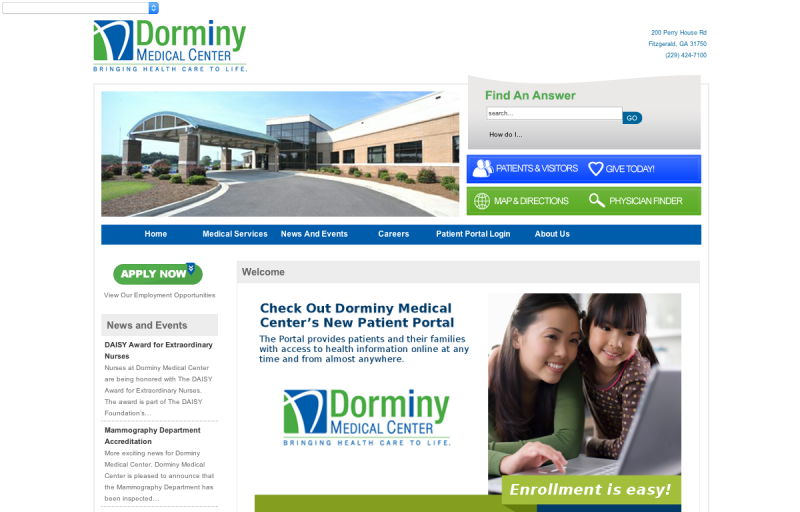 Dorminy
MEDICAL CENTER
BRINGING HEALTH CARE TO LIFE.
200 Perry House Rd
Fitzgerald, GA 31750
(229) 424-7100
Find An Answer
search...
GO
How do I...
PATIENTS & VISITORS
GIVE TODAY!
MAP & DIRECTIONS
PHYSICIAN FINDER
Home Medical Services News And Events Careers Patient Portal Login About Us
APPLY NOW
View Our Employment Opportunities
News and Events
DAISY Award for Extraordinary
Nurses
Nurses at Dorminy Medical Center
are being honored with The DAISY
Award for Extraordinary Nurses.
The award is part of The DAISY
Foundation's...
Mammography Department
Accreditation
More exciting news for Dorminy
Medical Center. Dorminy Medical
Center is pleased to announce that
the Mammography Department has
been inspected...
Welcome
Check Out Dorminy Medical
Center's New Patient Portal
The Portal provides patients and their families
with access to health information online at any
time and from almost anywhere.
Dorminy
MEDICAL CENTER
BRINGING HEALTH CARE TO LIFE.
Enrollment is easy!